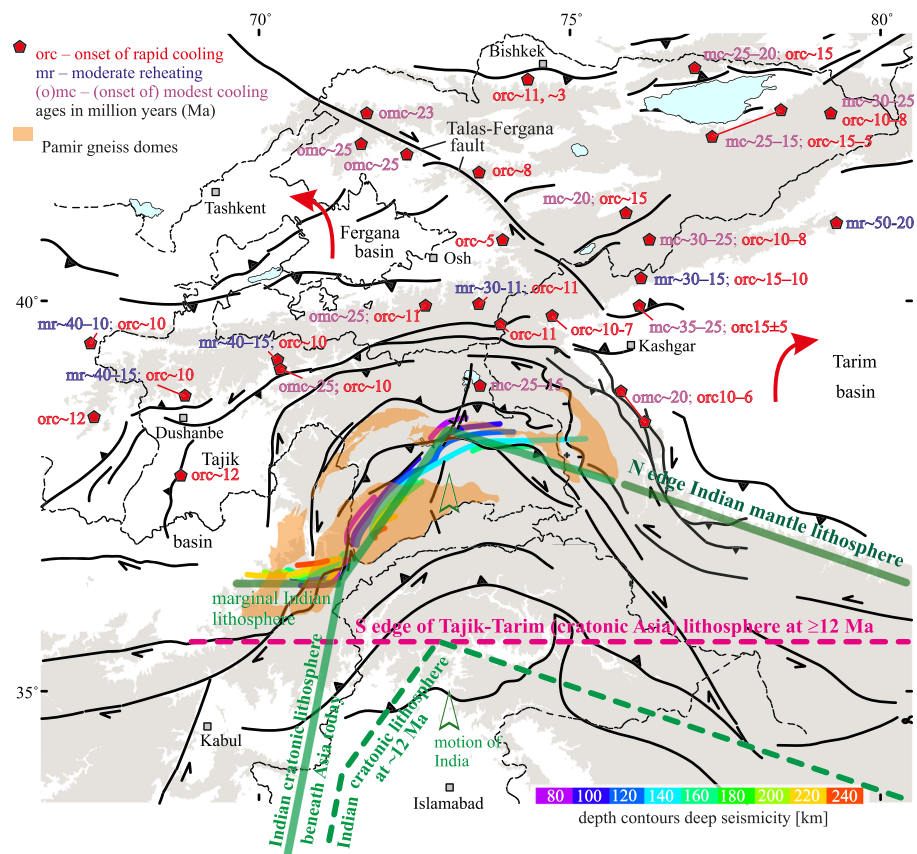 70˚
75˚
80˚
orc – onset of rapid cooling
mr – moderate reheating
(o)mc – (onset of) modest cooling
ages in million years (Ma)
Pamir gneiss domes
Bishkek
mc~25–20; orc~15
orc~11, ~3
mc~30-25
orc~10–8
omc~23
Talas-Fergana
fault
mc~25–15; orc~15–5
omc~25
omc~25
orc~8
Tashkent
mc~20; orc~15
mr~50-20
Fergana
basin
orc~5
mc~30–25; orc~10–8
Osh
mr~30-11; orc~11
mr~30-15; orc~15–10
40˚
40˚
omc~25; orc~11
mr~40–10; orc~10
orc~11
orc~10-7
mc~35–25; orc15±5
mr~40–15; orc~10
Kashgar
Tarim
basin
mr~40–15; orc~10
omc~25; orc~10
mc~25–15
omc~20; orc10–6
orc~12
Dushanbe
Tajik
orc~12
basin
N edge Indian mantle lithosphere
marginal Indian
lithosphere
S edge of Tajik-Tarim (cratonic Asia) lithosphere at ≥12 Ma
35˚
35˚
Indian cratonic lithosphere
beneath Asia today
Indian cratonic lithosphere
at ~12 Ma
Kabul
motion of
India
Islamabad
80 100 120 140 160 180 200 220 240
depth contours deep seismicity [km]
70˚
75˚
80˚